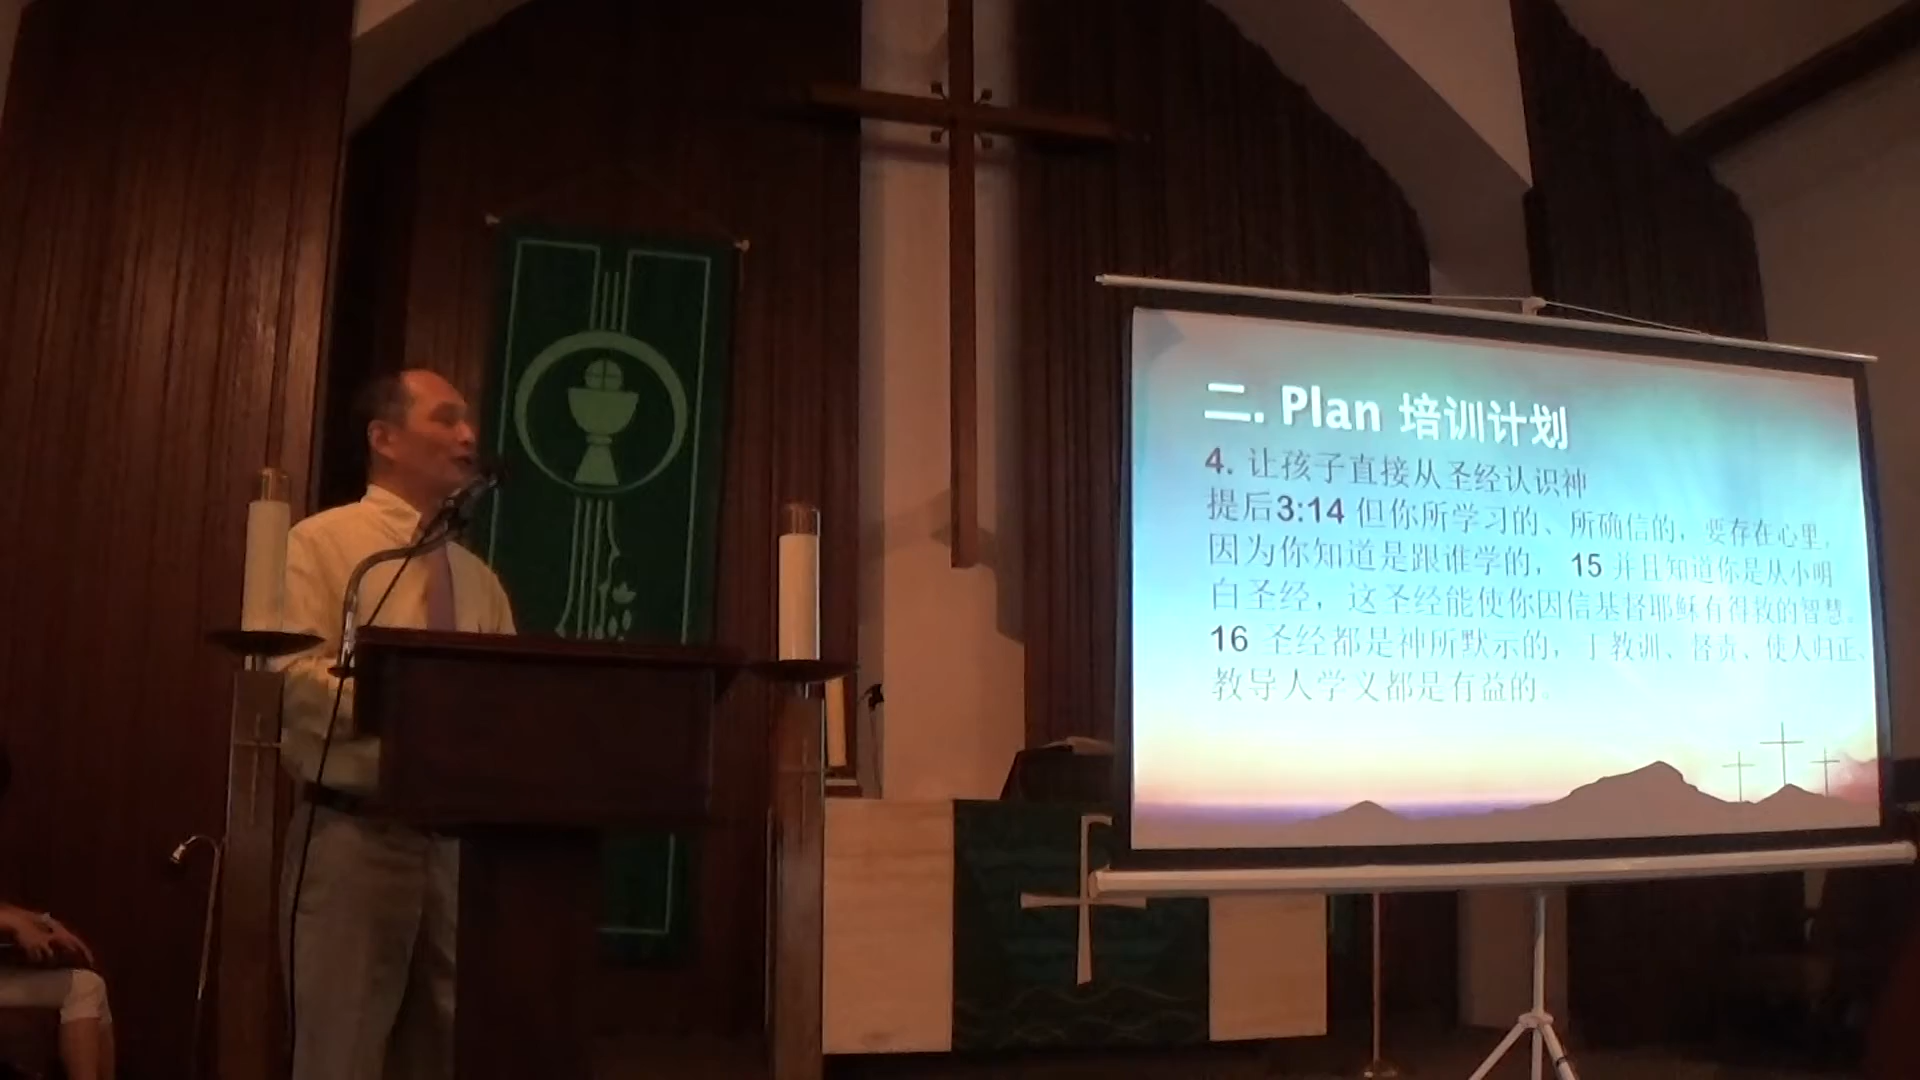 二. Plan 培训计划
4. 让孩子直接从圣经认识神
提后3:14 但你所学习的、所确信的，要存在心里，
因为你知道是跟谁学的， 15 并且知道你是从小明
白圣经，这圣经能使你因信基督耶稣有得救的智慧。
16 圣经都是神所默示的，于教训、督责、使人归正、
教导人学义都是有益的。